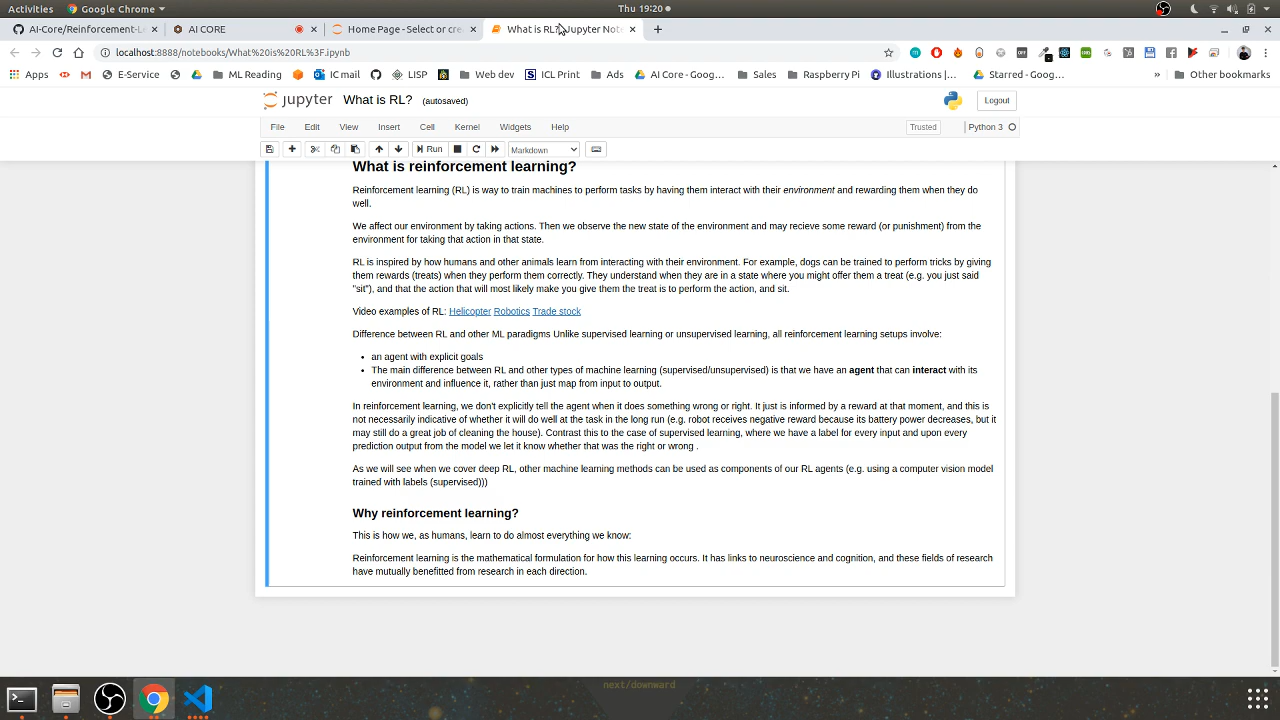 Activities
Google Chrome
Thu 19:20
AI-Core/Reinforcement-Le
AI CORE
Home Page - Select or cre
What is RL? - Jupyter Not
localhost:8888/notebooks/What%20is%20RL%3F.ipynb
Apps
E-Service
ML Reading
IC mail
LISP
Web dev
ICL Print
Ads
AI Core - Goog…
Sales
Raspberry Pi
Illustrations |…
Starred - Goog…
»
Other bookmarks
jupyter
What is RL?
(autosaved)
Logout
File
Edit
View
Insert
Cell
Kernel
Widgets
Help
Trusted
Python 3
Run
Markdown
What is reinforcement learning?
Reinforcement learning (RL) is way to train machines to perform tasks by having them interact with their environment and rewarding them when they do
well.
We affect our environment by taking actions. Then we observe the new state of the environment and may recieve some reward (or punishment) from the
environment for taking that action in that state.
RL is inspired by how humans and other animals learn from interacting with their environment. For example, dogs can be trained to perform tricks by giving
them rewards (treats) when they perform them correctly. They understand when they are in a state where you might offer them a treat (e.g. you just said
"sit"), and that the action that will most likely make you give them the treat is to perform the action, and sit.
Video examples of RL: Helicopter Robotics Trade stock
Difference between RL and other ML paradigms Unlike supervised learning or unsupervised learning, all reinforcement learning setups involve:
• an agent with explicit goals
• The main difference between RL and other types of machine learning (supervised/unsupervised) is that we have an agent that can interact with its
environment and influence it, rather than just map from input to output.
In reinforcement learning, we don't explicitly tell the agent when it does something wrong or right. It just is informed by a reward at that moment, and this is
not necessarily indicative of whether it will do well at the task in the long run (e.g. robot receives negative reward because its battery power decreases, but it
may still do a great job of cleaning the house). Contrast this to the case of supervised learning, where we have a label for every input and upon every
prediction output from the model we let it know whether that was the right or wrong .
As we will see when we cover deep RL, other machine learning methods can be used as components of our RL agents (e.g. using a computer vision model
trained with labels (supervised)))
Why reinforcement learning?
This is how we, as humans, learn to do almost everything we know:
Reinforcement learning is the mathematical formulation for how this learning occurs. It has links to neuroscience and cognition, and these fields of research
have mutually benefitted from research in each direction.
next/downward